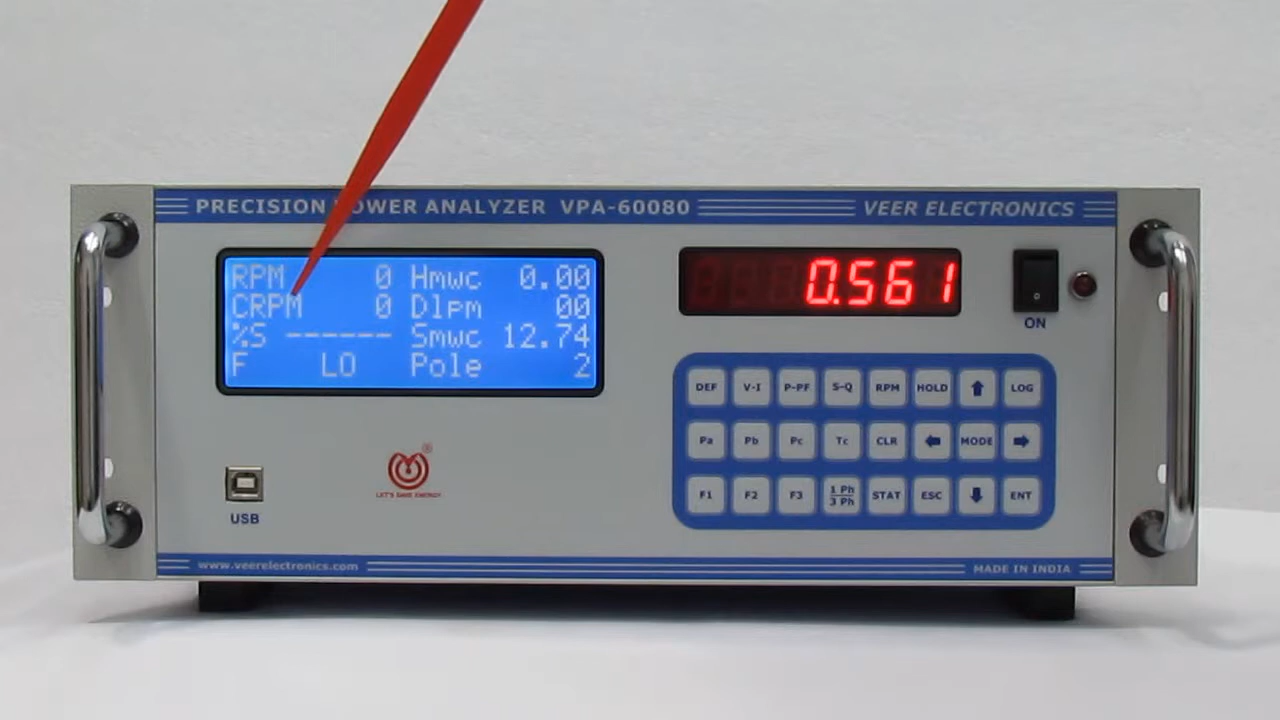 PRECISION POWER ANALYZER VPA-60080
VEER ELECTRONICS
RPM 0 Hmwc 0.00
CRPM 0 Dlpm 00
%S ------ Smwc 12.74
F LO Pole 2
0.561
ON
DEF V-I P-PF S-Q RPM HOLD LOG
Pa Pb Pc Tc CLR MODE
F1 F2 F3 1 Ph 3 Ph STAT ESC ENT
®
LET'S SAVE ENERGY
USB
www.veerelectronics.com
MADE IN INDIA